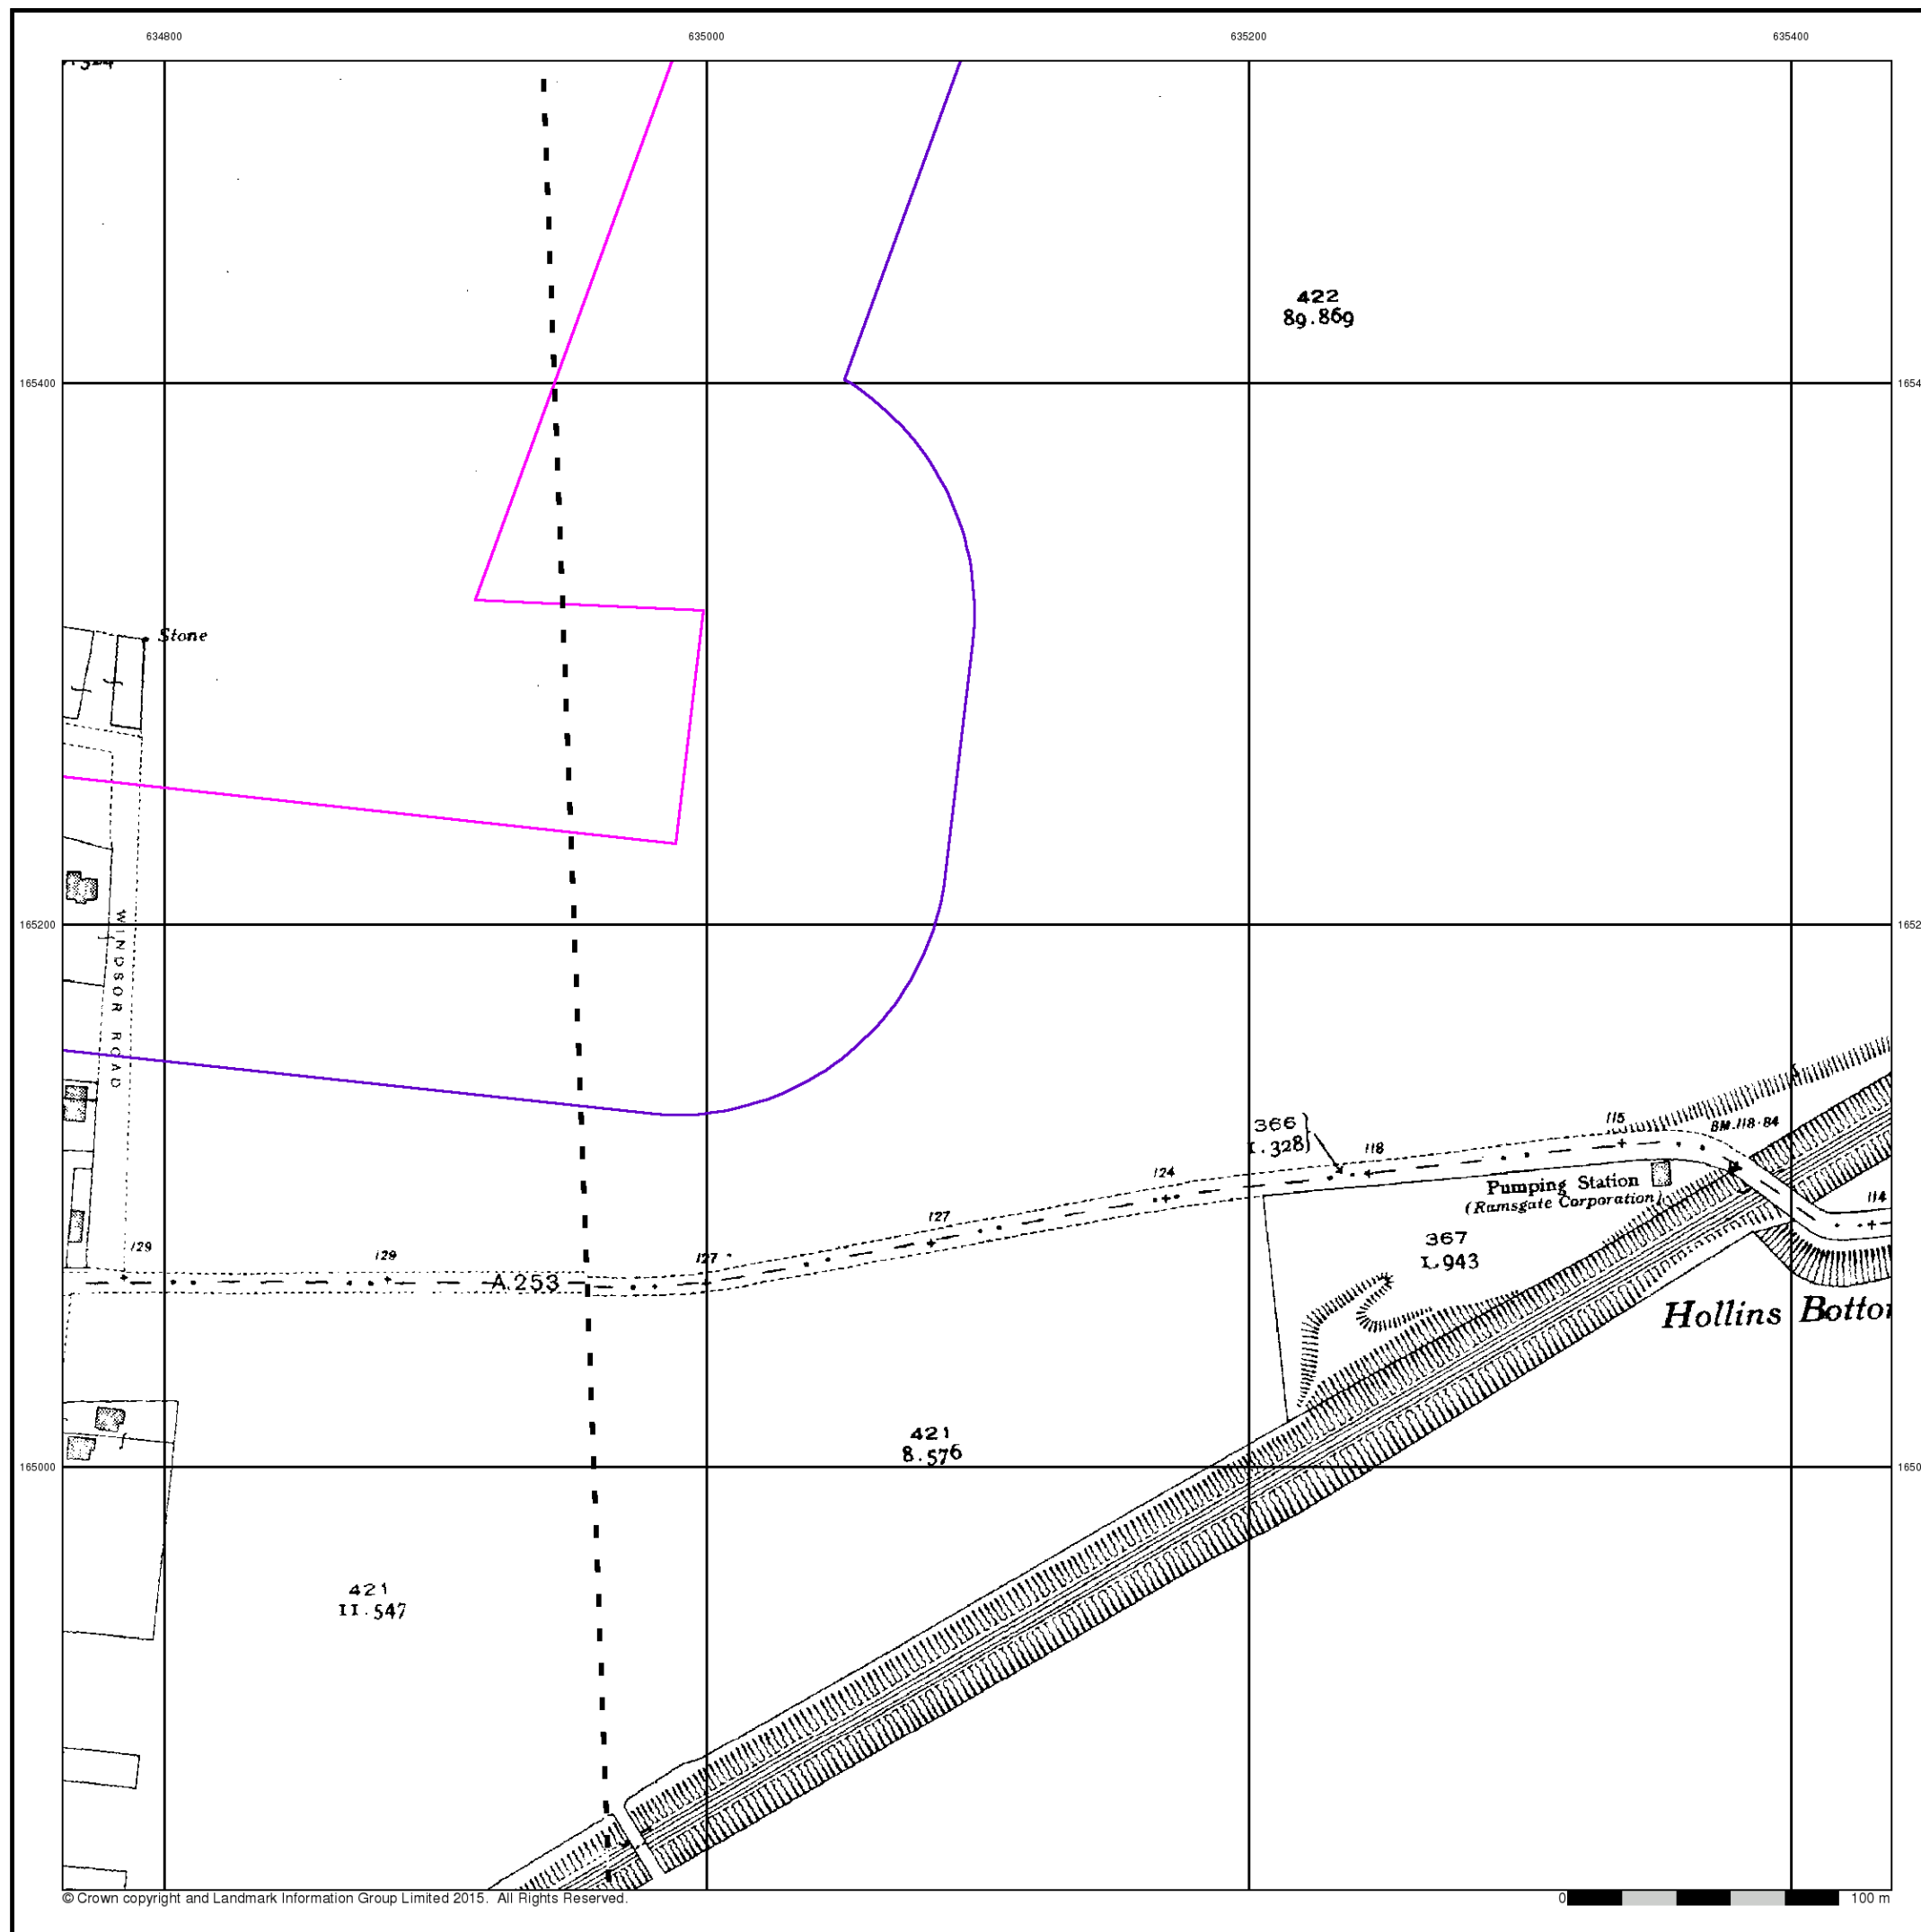 634800 635000 635200 635400
422
89.869
165400
Stone
165200
WINDSOR ROAD
366
1.328
118
115
BM.118.84
124
Pumping Station
(Ramsgate Corporation)
114
127
367
1.943
129
129
127
A.253
Hollins
421
8.576
165000
421
11.547
© Crown copyright and Landmark Information Group Limited 2015. All Rights Reserved.
0 100 m